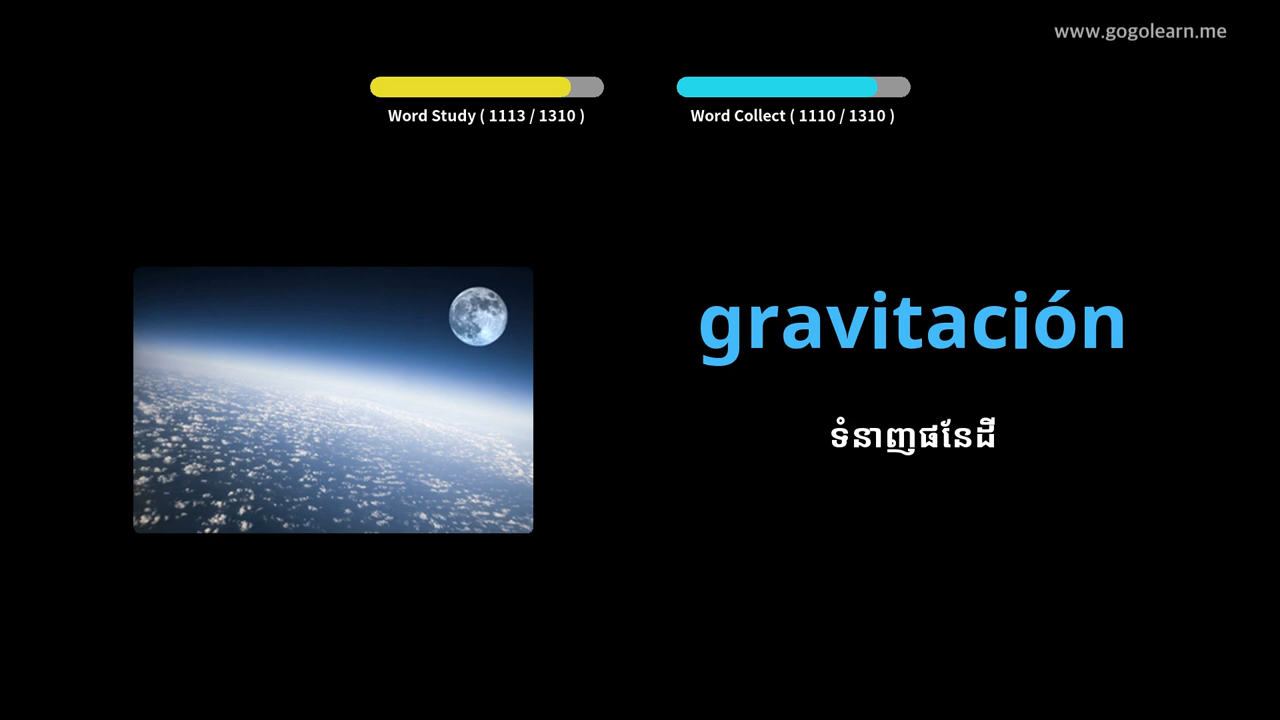 www.gogolearn.me
Word Study ( 1113 / 1310 )
Word Collect ( 1110 / 1310 )
gravitación
ទំនាញផែនដី